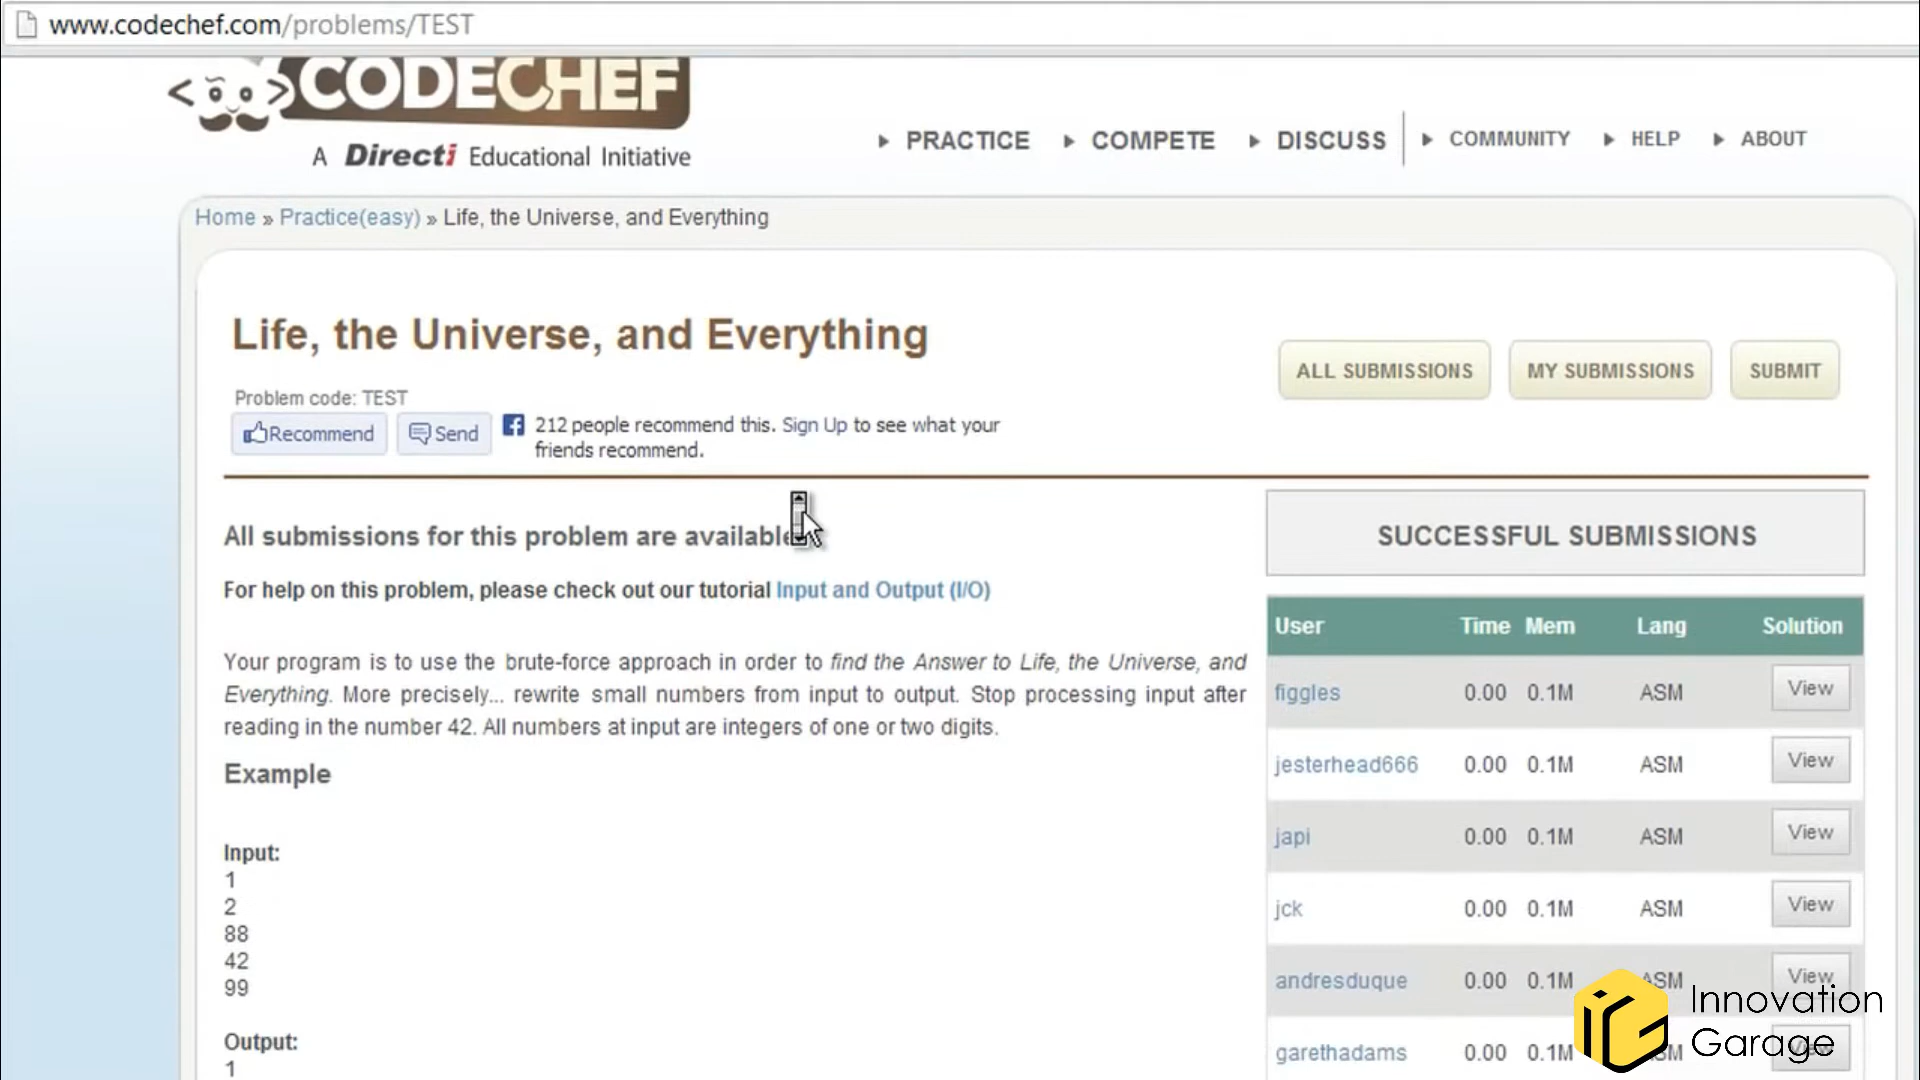 www.codechef.com/problems/TEST
CODECHEF
A Directi Educational Initiative
PRACTICE COMPETE DISCUSS COMMUNITY HELP ABOUT
Home » Practice(easy) » Life, the Universe, and Everything
Life, the Universe, and Everything
ALL SUBMISSIONS MY SUBMISSIONS SUBMIT
Problem code: TEST
Recommend Send 212 people recommend this. Sign Up to see what your
friends recommend.
All submissions for this problem are available
For help on this problem, please check out our tutorial Input and Output (I/O)
Your program is to use the brute-force approach in order to find the Answer to Life, the Universe, and
Everything. More precisely... rewrite small numbers from input to output. Stop processing input after
reading in the number 42. All numbers at input are integers of one or two digits.
Example
Input:
1
2
88
42
99
Output:
1
SUCCESSFUL SUBMISSIONS
User Time Mem Lang Solution
figgles 0.00 0.1M ASM View
jesterhead666 0.00 0.1M ASM View
japi 0.00 0.1M ASM View
jck 0.00 0.1M ASM View
andresduque 0.00 0.1M ASM View
garethadams 0.00 0.1M
Innovation
Garage